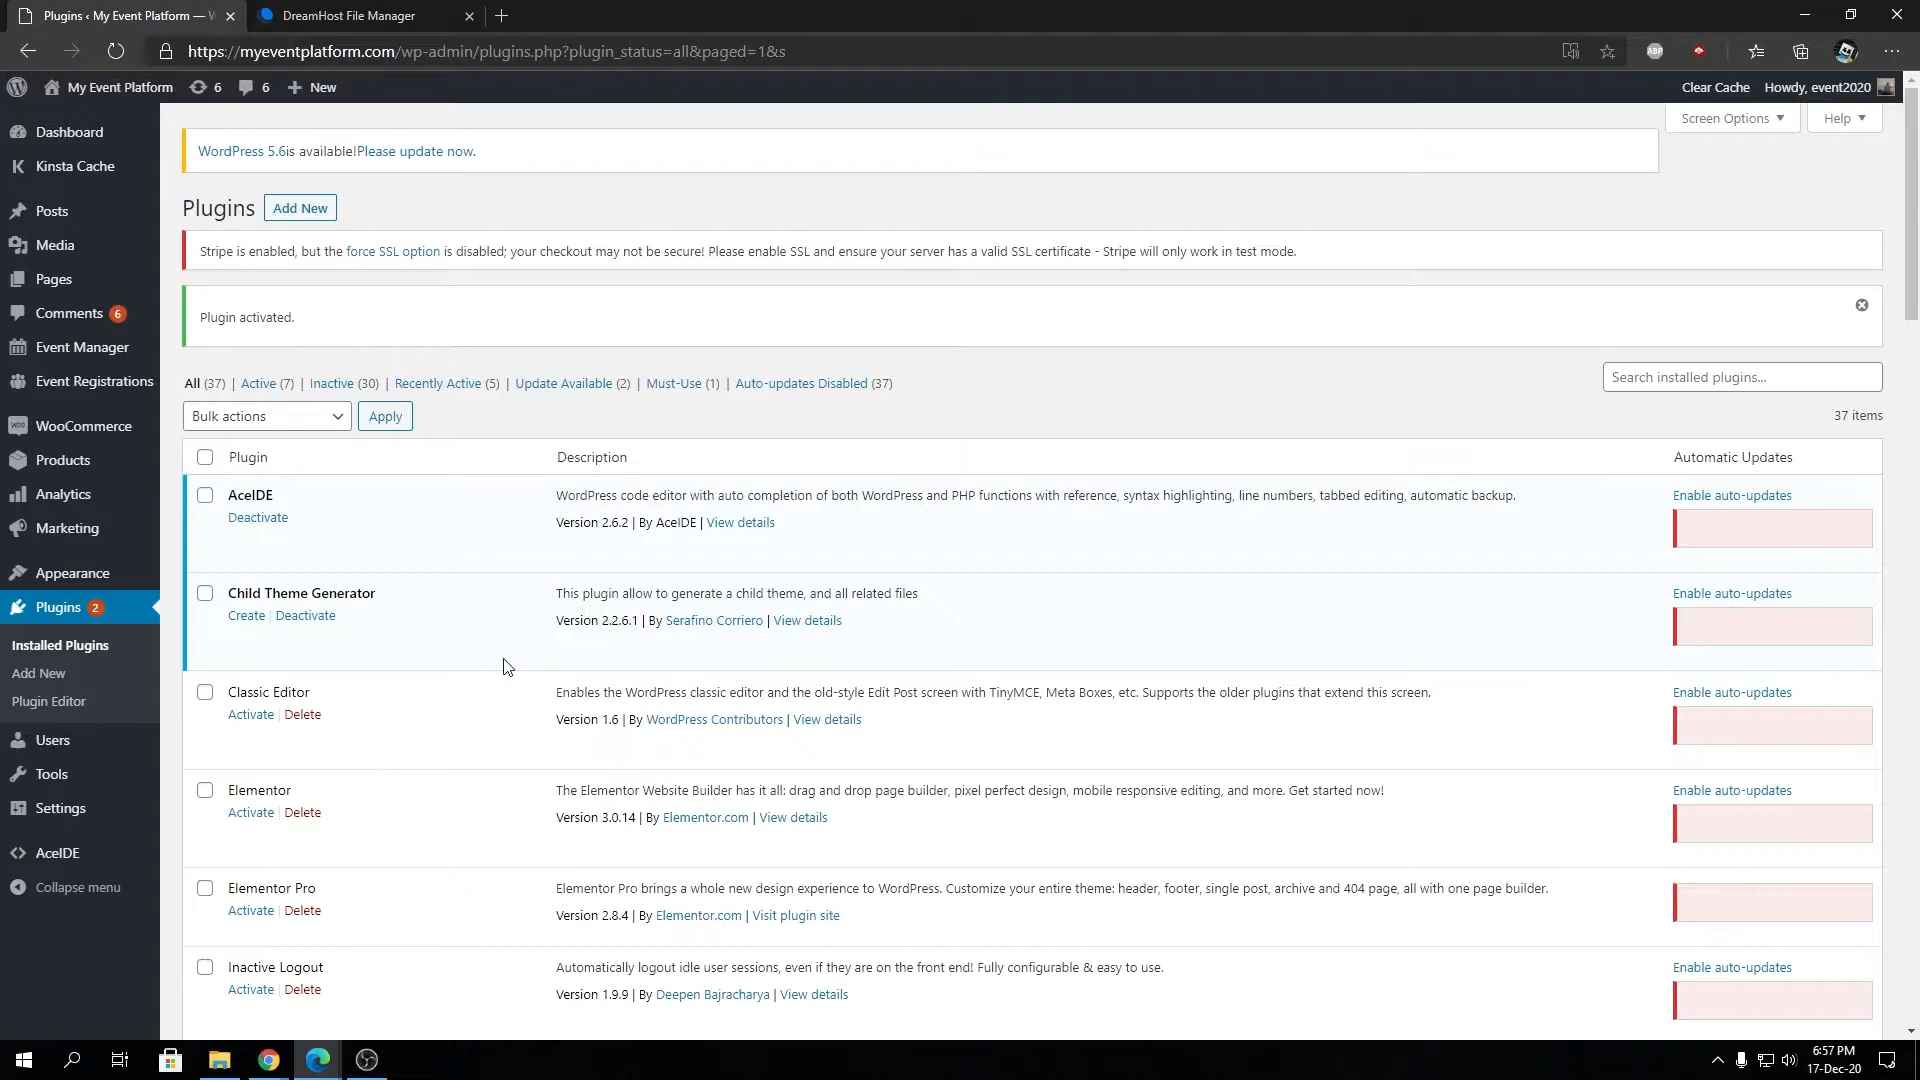 Plugins ‹ My Event Platform — W
DreamHost File Manager
https://myeventplatform.com/wp-admin/plugins.php?plugin_status=all&paged=1&s
ABP
My Event Platform
6
6
New
Clear Cache
Howdy, event2020
Screen Options
Help
Dashboard
Kinsta Cache
Posts
Media
Pages
Comments 6
Event Manager
Event Registrations
WooCommerce
Products
Analytics
Marketing
Appearance
Plugins 2
Installed Plugins
Add New
Plugin Editor
Users
Tools
Settings
AceIDE
Collapse menu
WordPress 5.6is available!Please update now.
Plugins
Add New
Stripe is enabled, but the force SSL option is disabled; your checkout may not be secure! Please enable SSL and ensure your server has a valid SSL certificate - Stripe will only work in test mode.
Plugin activated.
All (37) | Active (7) | Inactive (30) | Recently Active (5) | Update Available (2) | Must-Use (1) | Auto-updates Disabled (37)
Search installed plugins...
Bulk actions
Apply
37 items
Plugin
Description
Automatic Updates
AceIDE
Deactivate
WordPress code editor with auto completion of both WordPress and PHP functions with reference, syntax highlighting, line numbers, tabbed editing, automatic backup.
Version 2.6.2 | By AceIDE | View details
Enable auto-updates
Child Theme Generator
Create | Deactivate
This plugin allow to generate a child theme, and all related files
Version 2.2.6.1 | By Serafino Corriero | View details
Enable auto-updates
Classic Editor
Activate | Delete
Enables the WordPress classic editor and the old-style Edit Post screen with TinyMCE, Meta Boxes, etc. Supports the older plugins that extend this screen.
Version 1.6 | By WordPress Contributors | View details
Enable auto-updates
Elementor
Activate | Delete
The Elementor Website Builder has it all: drag and drop page builder, pixel perfect design, mobile responsive editing, and more. Get started now!
Version 3.0.14 | By Elementor.com | View details
Enable auto-updates
Elementor Pro
Activate | Delete
Elementor Pro brings a whole new design experience to WordPress. Customize your entire theme: header, footer, single post, archive and 404 page, all with one page builder.
Version 2.8.4 | By Elementor.com | Visit plugin site
Inactive Logout
Activate | Delete
Automatically logout idle user sessions, even if they are on the front end! Fully configurable & easy to use.
Version 1.9.9 | By Deepen Bajracharya | View details
Enable auto-updates
6:57 PM
17-Dec-20